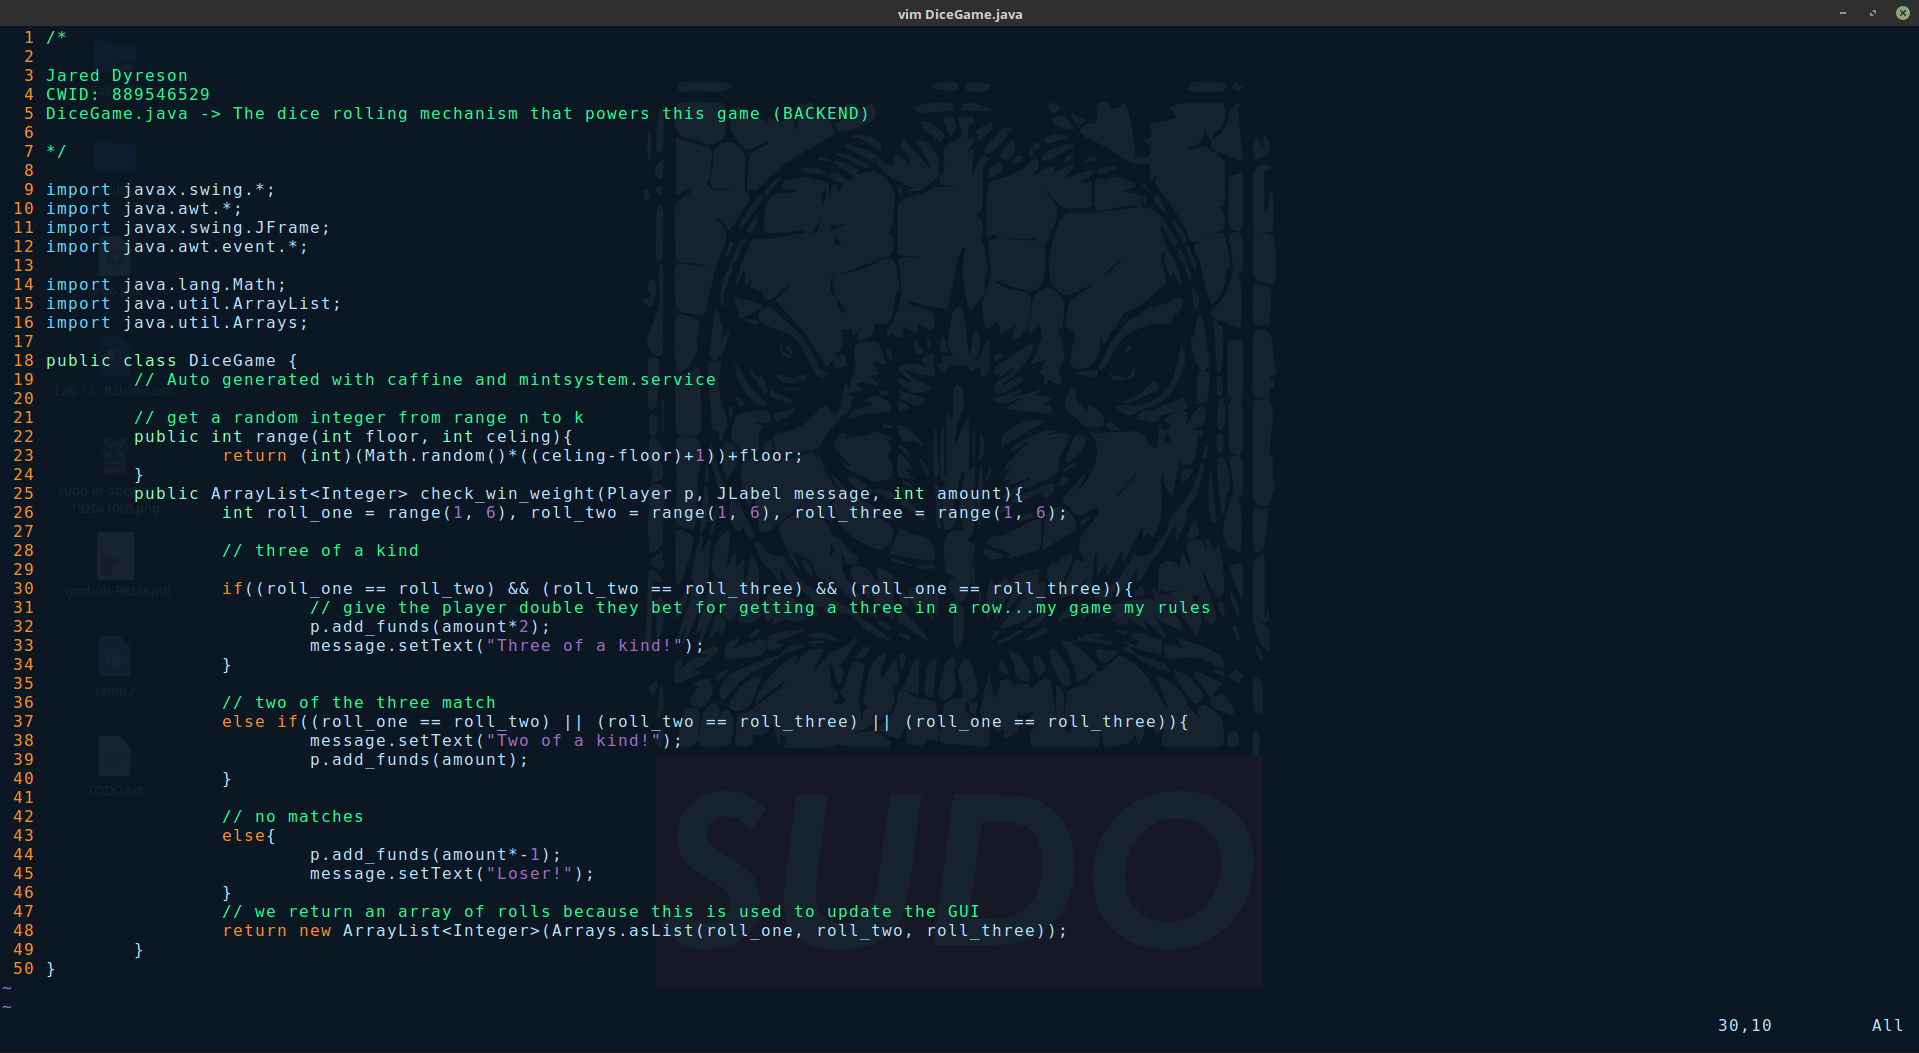 vim DiceGame.java
1 /*
2
3 Jared Dyreson
4 CWID: 889546529
5 DiceGame.java -> The dice rolling mechanism that powers this game (BACKEND)
6
7 */
8
9 import javax.swing.*;
10 import java.awt.*;
11 import javax.swing.JFrame;
12 import java.awt.event.*;
13
14 import java.lang.Math;
15 import java.util.ArrayList;
16 import java.util.Arrays;
17
18 public class DiceGame {
19         // Auto generated with caffine and mintsystem.service
20
21         // get a random integer from range n to k
22         public int range(int floor, int celing){
23                 return (int)(Math.random()*((celing-floor)+1))+floor;
24         }
25         public ArrayList<Integer> check_win_weight(Player p, JLabel message, int amount){
26                 int roll_one = range(1, 6), roll_two = range(1, 6), roll_three = range(1, 6);
27
28                 // three of a kind
29
30                 if((roll_one == roll_two) && (roll_two == roll_three) && (roll_one == roll_three)){
31                         // give the player double they bet for getting a three in a row...my game my rules
32                         p.add_funds(amount*2);
33                         message.setText("Three of a kind!");
34                 }
35
36                 // two of the three match
37                 else if((roll_one == roll_two) || (roll_two == roll_three) || (roll_one == roll_three)){
38                         message.setText("Two of a kind!");
39                         p.add_funds(amount);
40                 }
41
42                 // no matches
43                 else{
44                         p.add_funds(amount*-1);
45                         message.setText("Loser!");
46                 }
47                 // we return an array of rolls because this is used to update the GUI
48                 return new ArrayList<Integer>(Arrays.asList(roll_one, roll_two, roll_three));
49         }
50 }
~
~
30,10 All
Lab 13 - RStudio.pdf
1920x1080.png
symbols-letter.pdf
temp.r
TODO.txt
SUDO